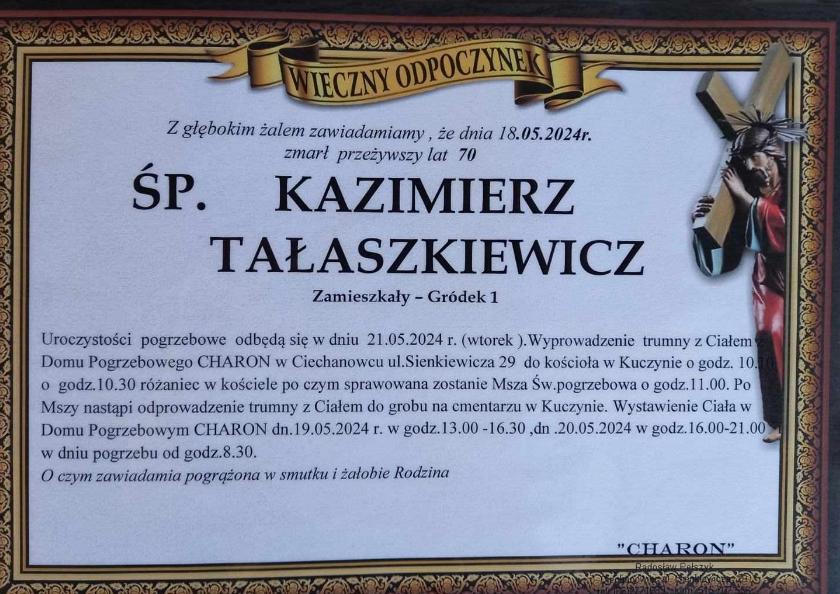 WIECZNY ODPOCZYNEK
Z głębokim żalem zawiadamiamy , że dnia 18.05.2024r.
zmarł przeżywszy lat 70
ŚP. KAZIMIERZ
TAŁASZKIEWICZ
Zamieszkały – Gródek 1
Uroczystości pogrzebowe odbędą się w dniu 21.05.2024 r. (wtorek ).Wyprowadzenie trumny z Ciałem z
Domu Pogrzebowego CHARON w Ciechanowcu ul.Sienkiewicza 29 do kościoła w Kuczynie o godz.
o godz.10.30 różaniec w kościele po czym sprawowana zostanie Msza Św.pogrzebowa o godz.11.00. Po
Mszy nastąpi odprowadzenie trumny z Ciałem do grobu na cmentarzu w Kuczynie. Wystawienie Ciała w
Domu Pogrzebowym CHARON dn.19.05.2024 r. w godz.13.00 -16.30 ,dn .20.05.2024 w godz.16.00-21.00
w dniu pogrzebu od godz.8.30.
O czym zawiadamia pogrążona w smutku i żałobie Rodzina
"CHARON"
Radosław